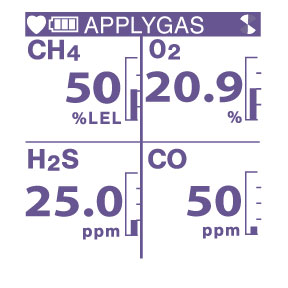 APPLYGAS
CH4
50
%LEL
O2
20.9
%
H2S
25.0
ppm
CO
50
ppm